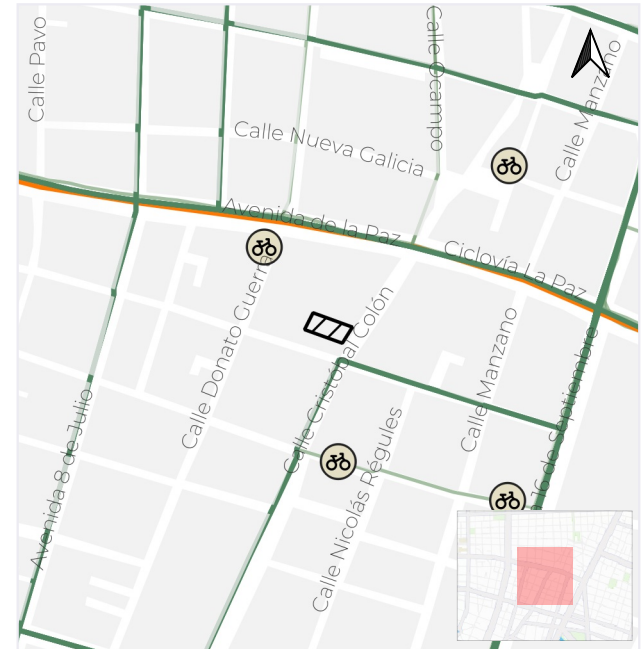 Calle Pavo
Calle Ocampo
Calle Manzano
Calle Nueva Galicia
Avenida de la Paz
Ciclovía La Paz
Calle Donato Guerra
Calle Cristóbal Colón
Calle Manzano
16 de Septiembre
Avenida 8 de Julio
Calle Nicolás Régules